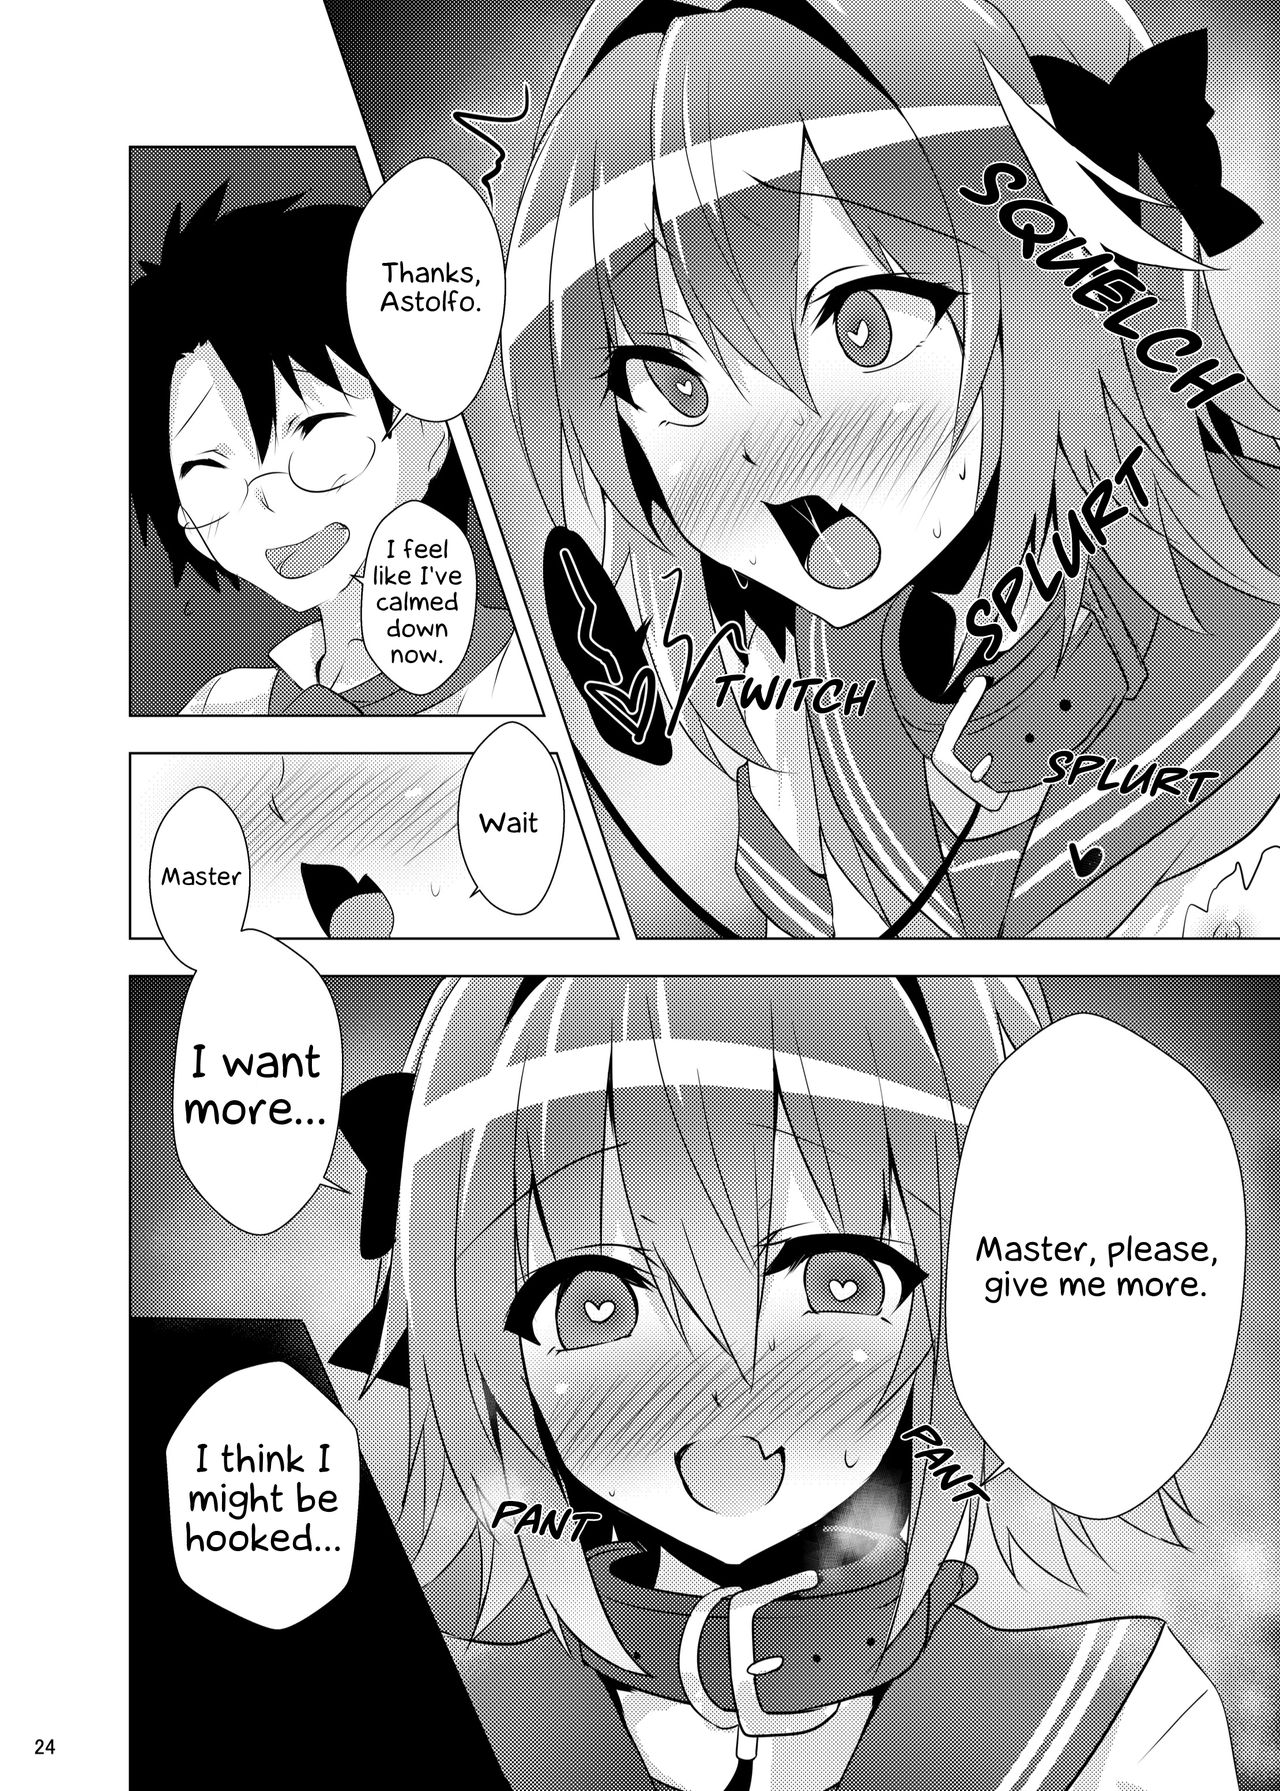 SQUELCH
SPLURT
TWITCH
SPLURT
Thanks,
Astolfo.
I feel
like I've
calmed
down
now.
Wait
Master
I want
more...
Master, please,
give me more.
PANT
PANT
I think I
might be
hooked...
24